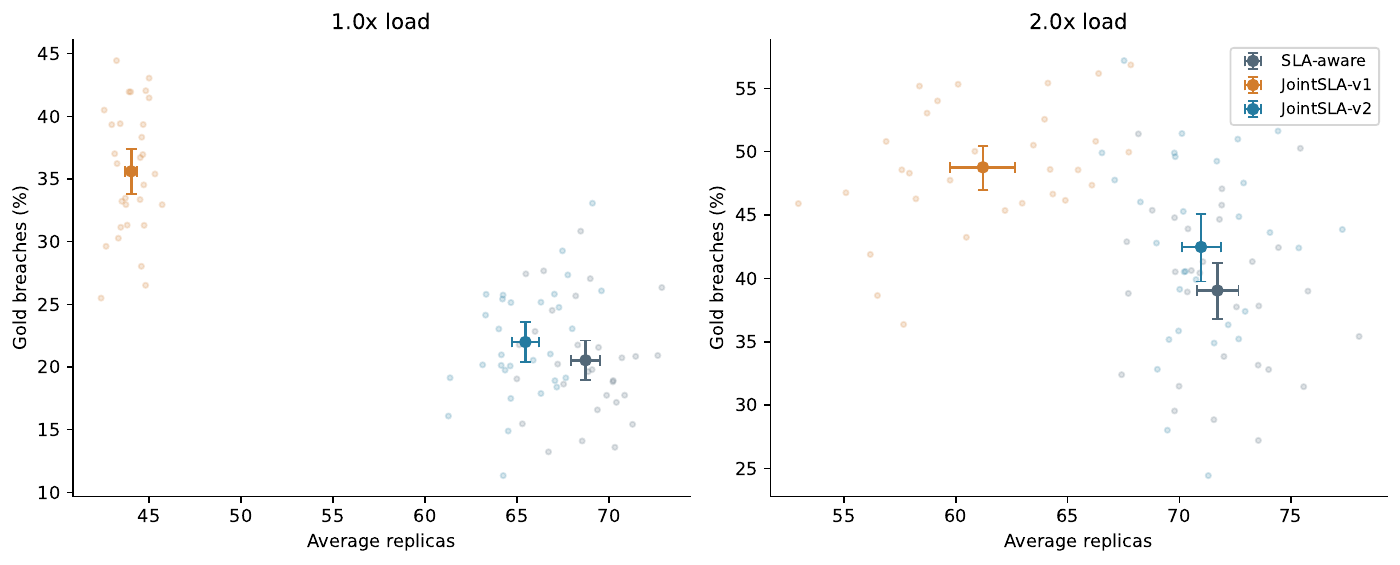 1.0x load
45
40
35
30
25
20
15
10
Gold breaches (%)
45 50 55 60 65 70
Average replicas
2.0x load
SLA-aware
JointSLA-v1
JointSLA-v2
55
50
45
40
35
30
25
Gold breaches (%)
55 60 65 70 75
Average replicas